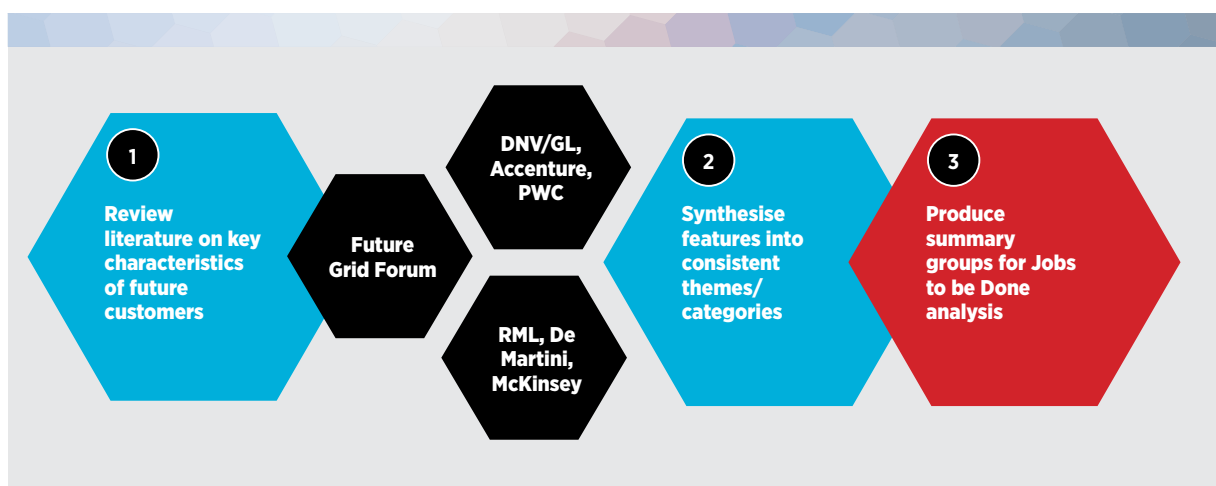 1
Review
literature on key
characteristics
of future
customers
Future
Grid Forum
DNV/GL,
Accenture,
PWC
RML, De
Martini,
McKinsey
2
Synthesise
features into
consistent
themes/
categories
3
Produce
summary
groups for Jobs
to be Done
analysis